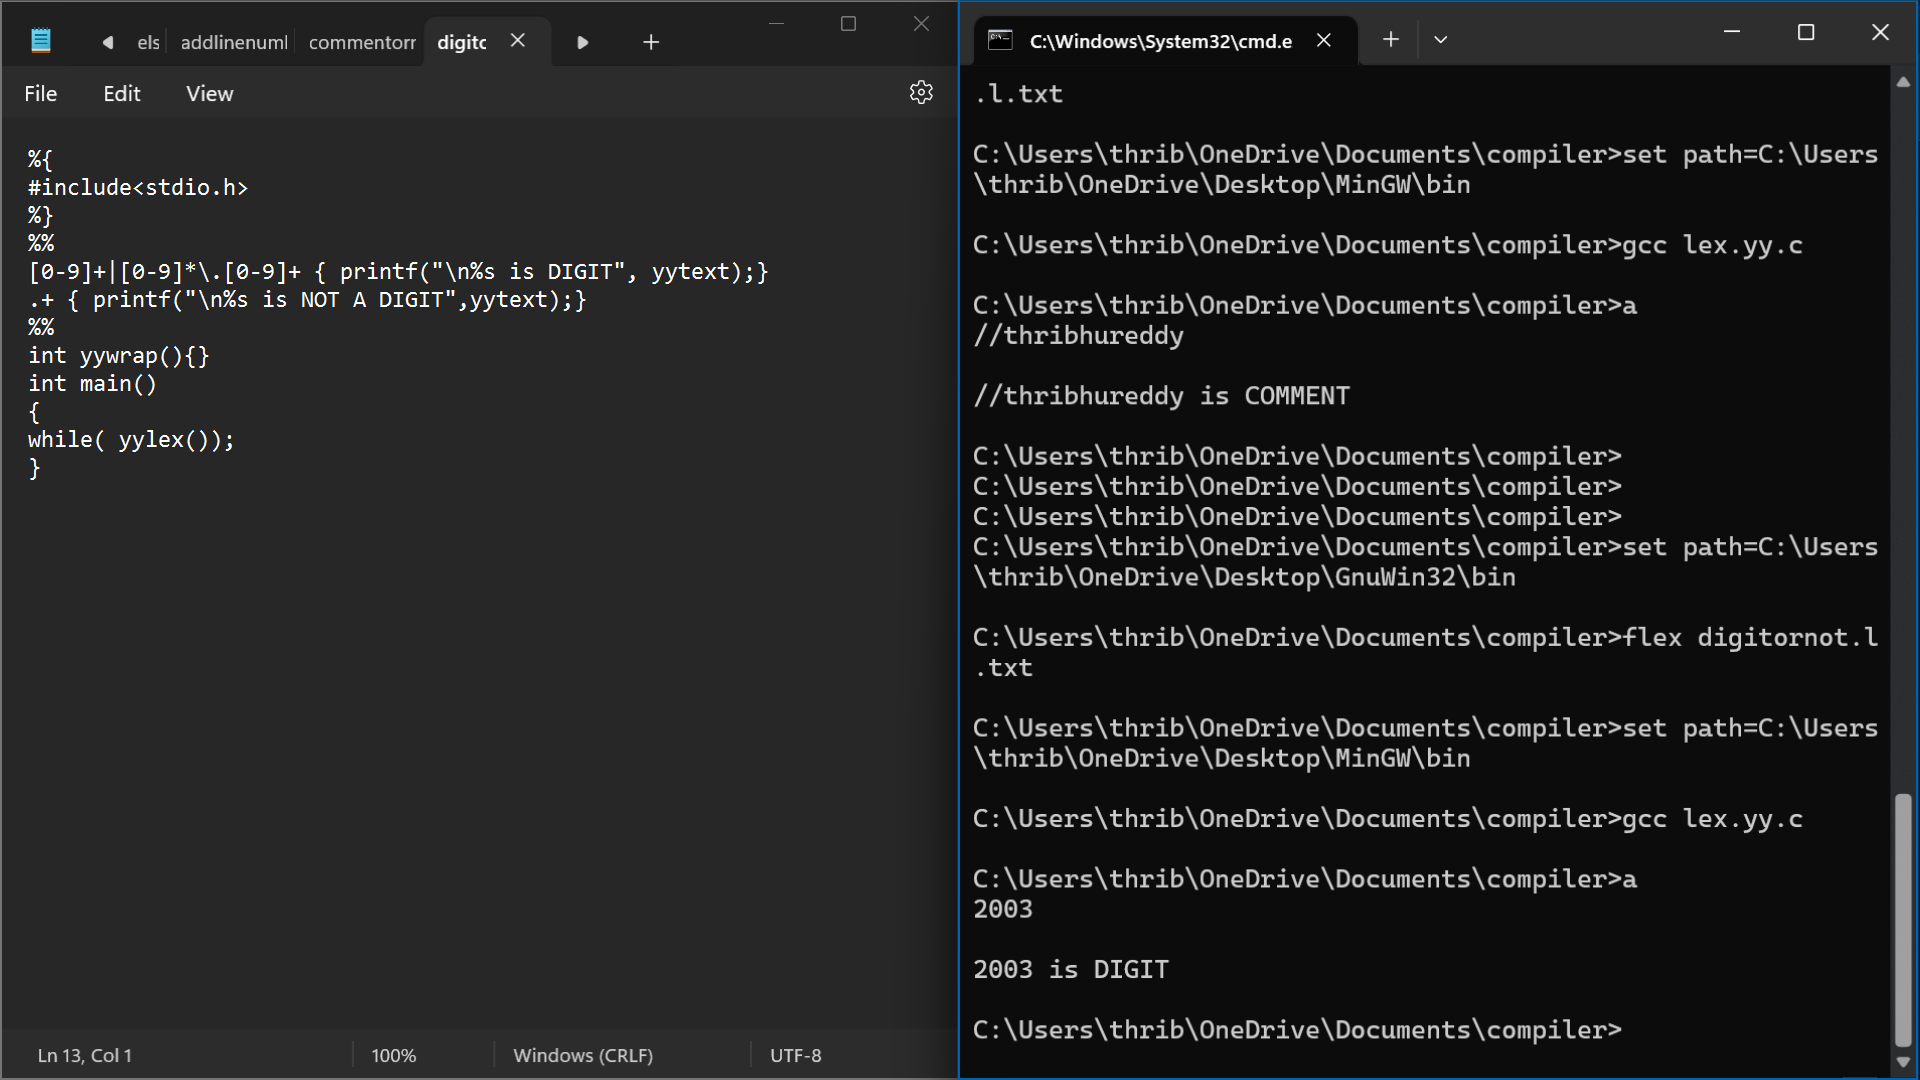 els addlinenuml commentorr digitc
File Edit View
%{
#include<stdio.h>
%}
%%
[0-9]+|[0-9]*\.[0-9]+ { printf("\n%s is DIGIT", yytext);}
.+ { printf("\n%s is NOT A DIGIT",yytext);}
%%
int yywrap(){}
int main()
{
while( yylex());
}
Ln 13, Col 1 100% Windows (CRLF) UTF-8
C:\Windows\System32\cmd.e
.l.txt
C:\Users\thrib\OneDrive\Documents\compiler>set path=C:\Users
\thrib\OneDrive\Desktop\MinGW\bin
C:\Users\thrib\OneDrive\Documents\compiler>gcc lex.yy.c
C:\Users\thrib\OneDrive\Documents\compiler>a
//thribhureddy
//thribhureddy is COMMENT
C:\Users\thrib\OneDrive\Documents\compiler>
C:\Users\thrib\OneDrive\Documents\compiler>
C:\Users\thrib\OneDrive\Documents\compiler>
C:\Users\thrib\OneDrive\Documents\compiler>set path=C:\Users
\thrib\OneDrive\Desktop\GnuWin32\bin
C:\Users\thrib\OneDrive\Documents\compiler>flex digitornot.l
.txt
C:\Users\thrib\OneDrive\Documents\compiler>set path=C:\Users
\thrib\OneDrive\Desktop\MinGW\bin
C:\Users\thrib\OneDrive\Documents\compiler>gcc lex.yy.c
C:\Users\thrib\OneDrive\Documents\compiler>a
2003
2003 is DIGIT
C:\Users\thrib\OneDrive\Documents\compiler>